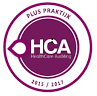 PLUS PRAKTIJK
HCA
HealthCare Auditing
2015 / 2017